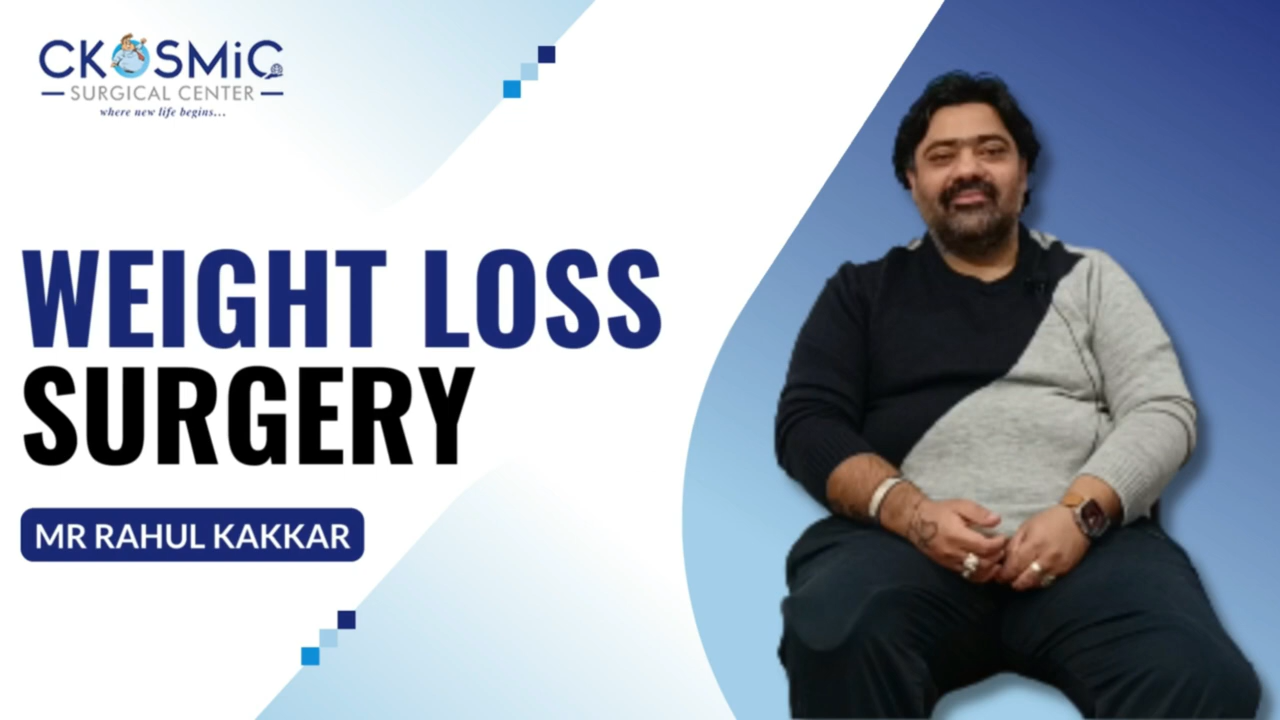 CKOSMiC
SURGICAL CENTER
where new life begins...
WEIGHT LOSS
SURGERY
MR RAHUL KAKKAR